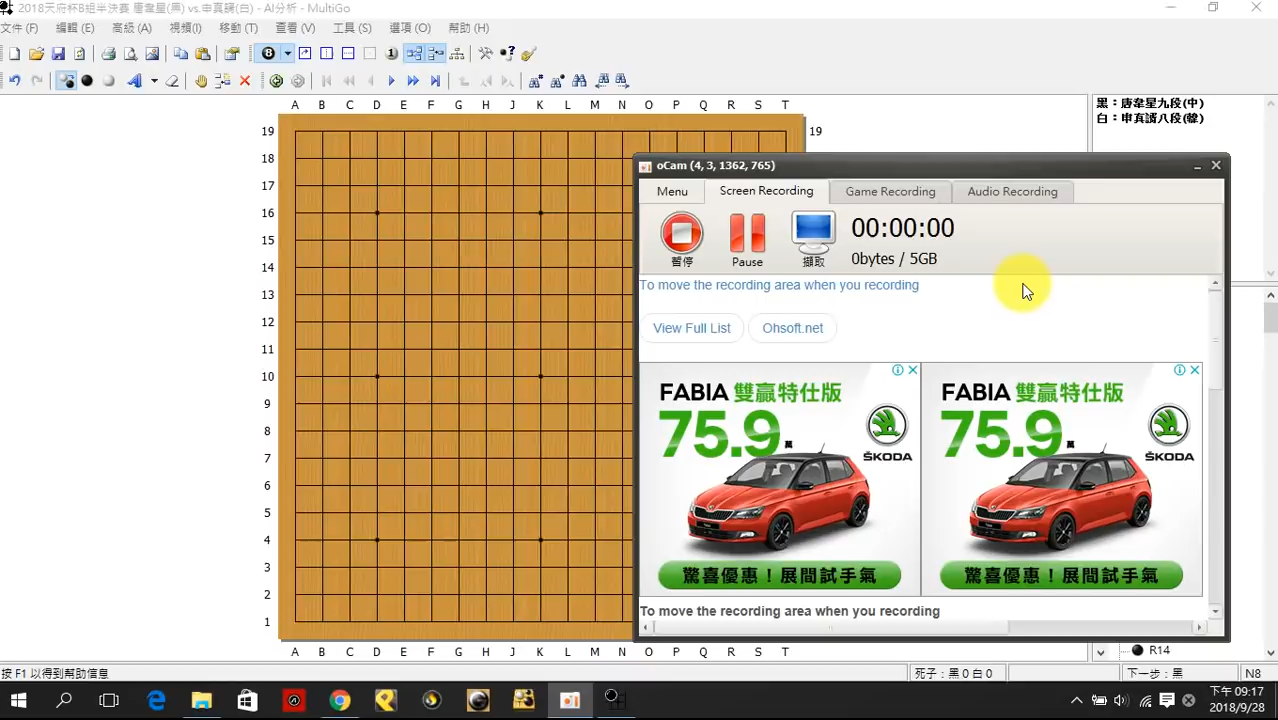 2018天府杯B組半決賽 唐韋星(黑) vs.申真諝(白) - AI分析 - MultiGo
文件 (F) 編輯 (E) 高級 (A) 視頻(I) 移動 (T) 查看 (V) 工具 (S) 選項 (O) 幫助 (H)
A B C D E F G H J K L M N O P Q R S T
黑：唐韋星九段(中)
白：申真諝八段(韓)
19 19
18
17
16
15
14
13
12
11
10
9
8
7
6
5
4
3
2
1
A B C D E F G H J K L M N O P Q R S T
oCam (4, 3, 1362, 765)
Menu Screen Recording Game Recording Audio Recording
暫停 Pause 擷取
00:00:00
0bytes / 5GB
To move the recording area when you recording
View Full List Ohsoft.net
FABIA 雙贏特仕版
75.9萬
ŠKODA
驚喜優惠！展間試手氣
FABIA 雙贏特仕版
75.9萬
ŠKODA
驚喜優惠！展間試手氣
To move the recording area when you recording
R14
按 F1 以得到幫助信息 死子：黑 0 白 0 下一步：黑 N8
下午 09:17
2018/9/28